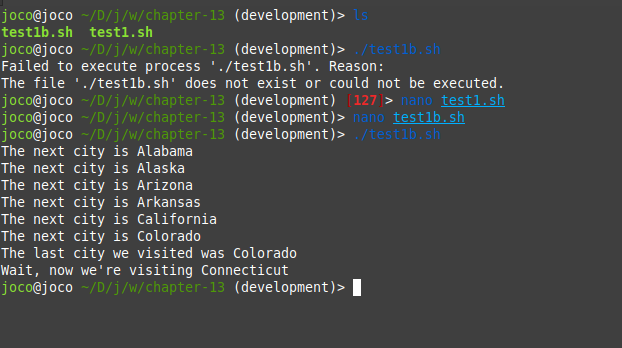 joco@joco ~/D/j/w/chapter-13 (development)> ls
test1b.sh  test1.sh
joco@joco ~/D/j/w/chapter-13 (development)> ./test1b.sh
Failed to execute process './test1b.sh'. Reason:
The file './test1b.sh' does not exist or could not be executed.
joco@joco ~/D/j/w/chapter-13 (development) [127]> nano test1.sh
joco@joco ~/D/j/w/chapter-13 (development)> nano test1b.sh
joco@joco ~/D/j/w/chapter-13 (development)> ./test1b.sh
The next city is Alabama
The next city is Alaska
The next city is Arizona
The next city is Arkansas
The next city is California
The next city is Colorado
The last city we visited was Colorado
Wait, now we're visiting Connecticut
joco@joco ~/D/j/w/chapter-13 (development)>